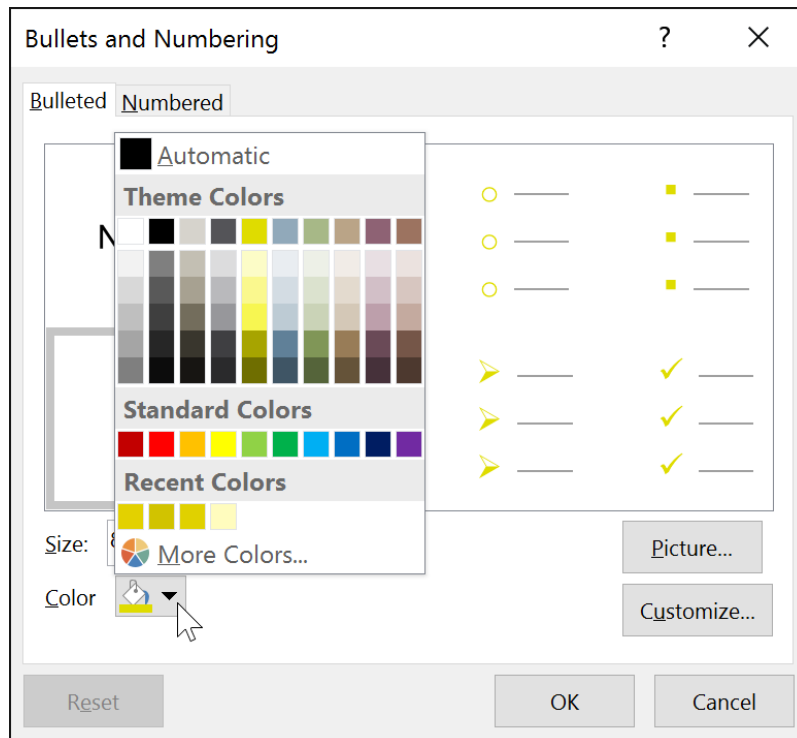 Bullets and Numbering
Bulleted
Numbered
Automatic
Theme Colors
Standard Colors
Recent Colors
More Colors...
Size:
Color
Picture...
Customize...
Reset
OK
Cancel